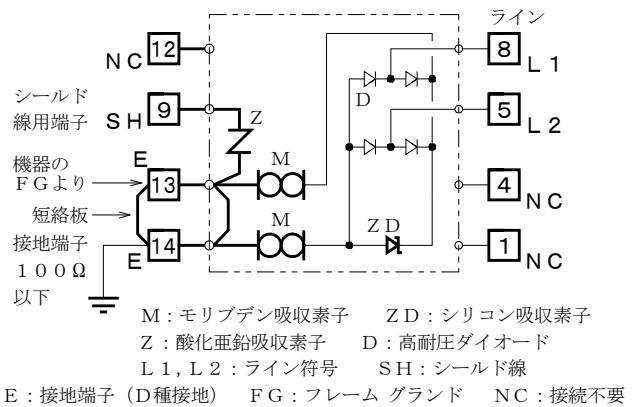 ライン
NC 12
8 L1
シールド
線用端子 SH 9
Z
D
5 L2
機器の
FGより
E
13
M
4 NC
短絡板
M
ZD
接地端子
14
E
1 NC
100Ω
以下
M：モリブデン吸収素子 ZD：シリコン吸収素子
Z：酸化亜鉛吸収素子 D：高耐圧ダイオード
L1, L2：ライン符号 SH：シールド線
E：接地端子（D種接地） FG：フレーム グランド NC：接続不要